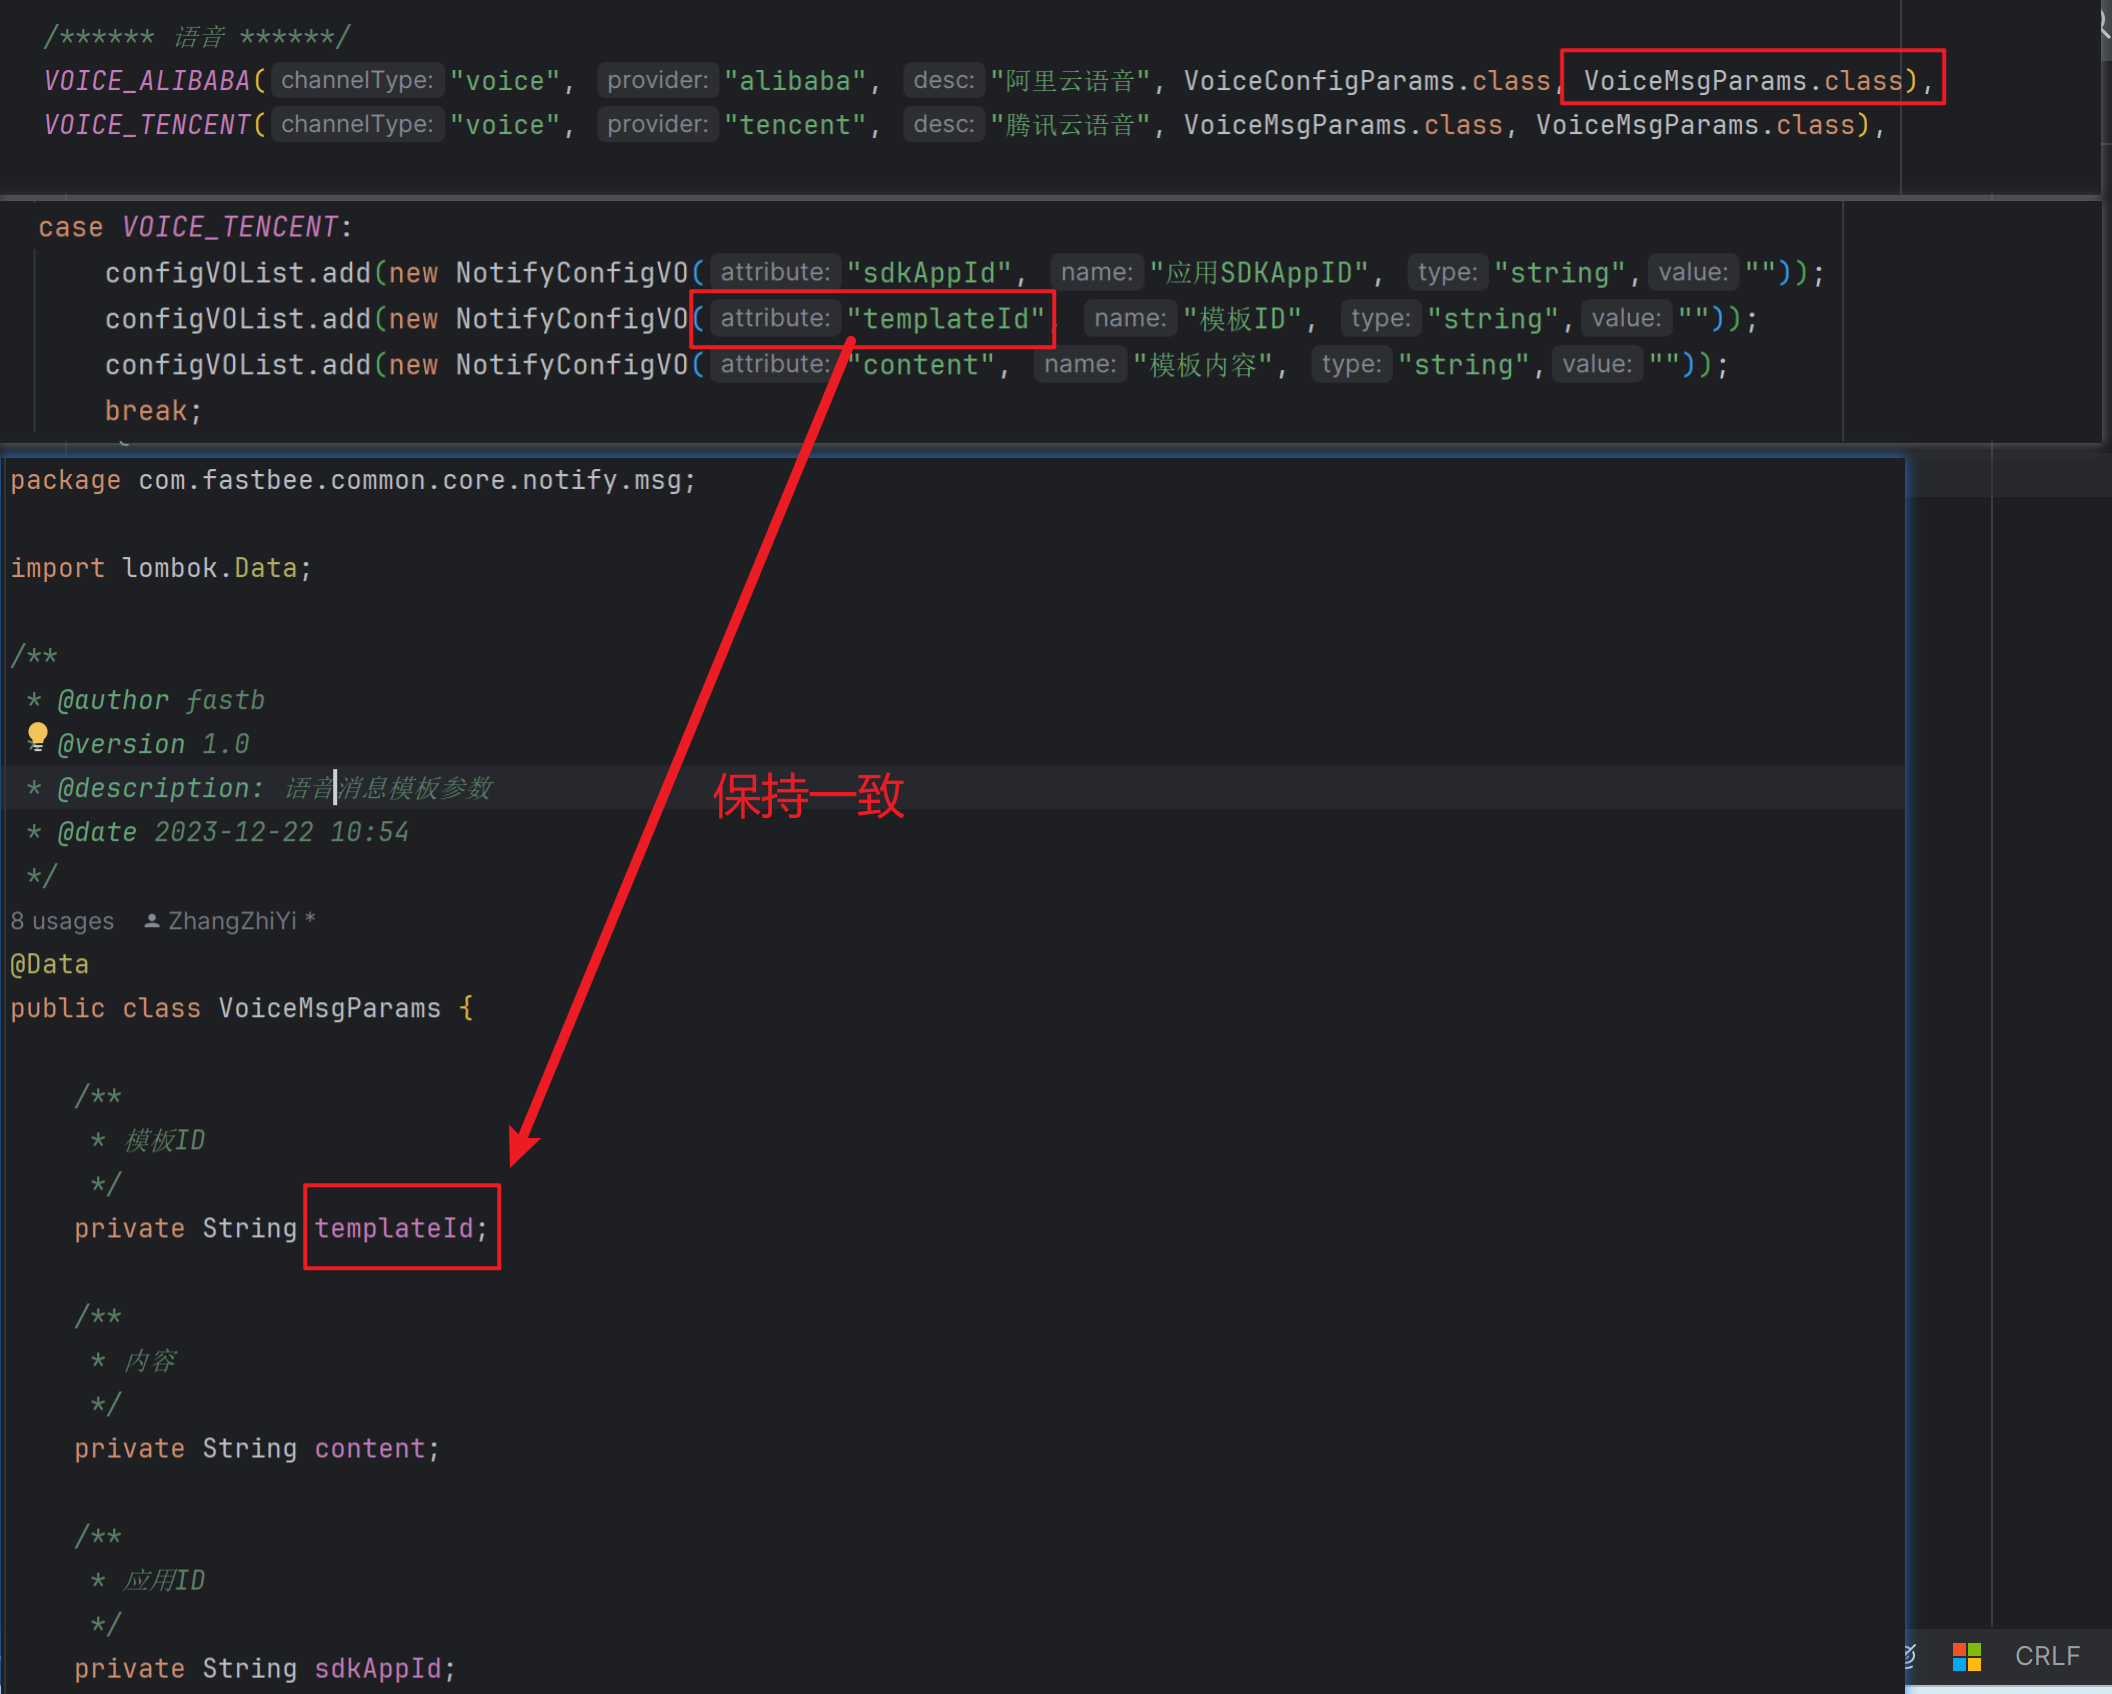 /****** 语音 ******/
VOICE_ALIBABA( channelType: "voice", provider: "alibaba", desc: "阿里云语音", VoiceConfigParams.class, VoiceMsgParams.class),
VOICE_TENCENT( channelType: "voice", provider: "tencent", desc: "腾讯云语音", VoiceMsgParams.class, VoiceMsgParams.class),
case VOICE_TENCENT:
configVOList.add(new NotifyConfigVO( attribute: "sdkAppId", name: "应用SDKAppID", type: "string", value: ""));
configVOList.add(new NotifyConfigVO( attribute: "templateId", name: "模板ID", type: "string", value: ""));
configVOList.add(new NotifyConfigVO( attribute: "content", name: "模板内容", type: "string", value: ""));
break;
package com.fastbee.common.core.notify.msg;
import lombok.Data;
/**
* @author fastb
* @version 1.0
* @description: 语音消息模板参数
保持一致
* @date 2023-12-22 10:54
*/
8 usages ZhangZhiYi *
@Data
public class VoiceMsgParams {
/**
* 模板ID
*/
private String templateId;
/**
* 内容
*/
private String content;
/**
* 应用ID
*/
private String sdkAppId;
CRLF